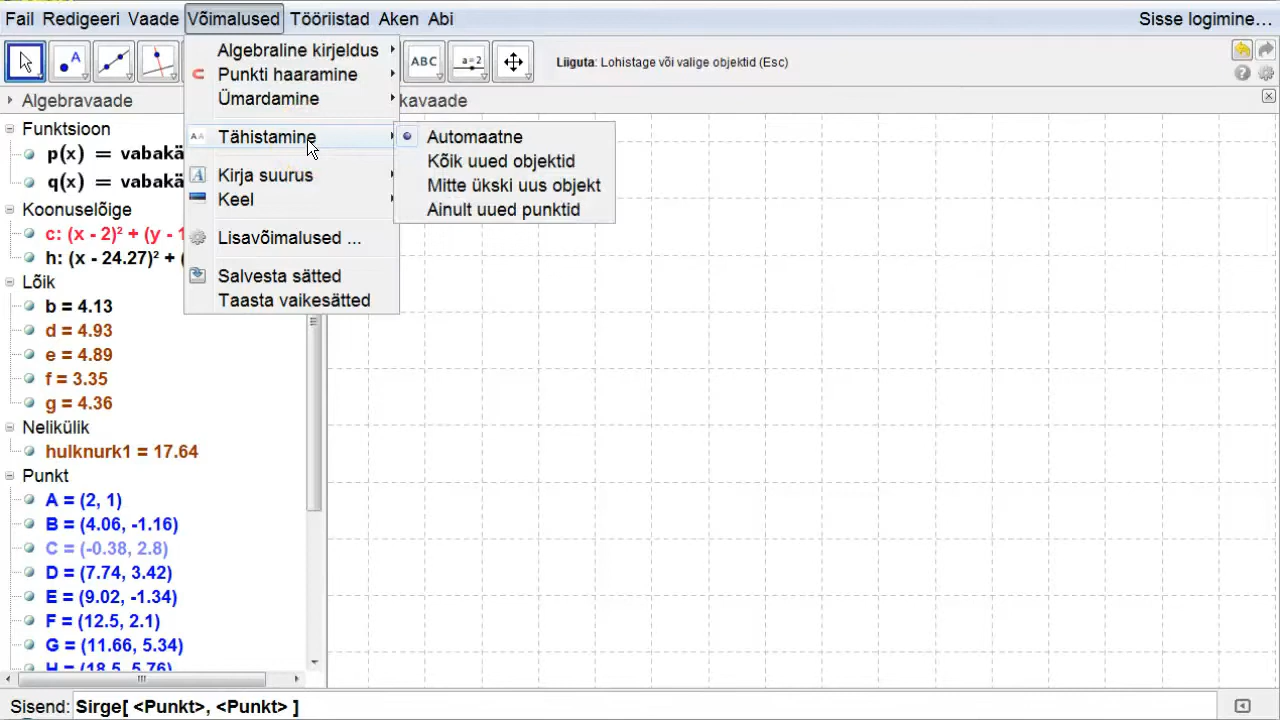 Fail Redigeeri Vaade Võimalused Tööriistad Aken Abi Sisse logimine...
A ABC a=2 Liiguta: Lohistage või valige objektid (Esc)
Algebravaade
kavaade
Algebraline kirjeldus
Punkti haaramine
Ümardamine
Tähistamine
Kirja suurus
Keel
Lisavõimalused ...
Salvesta sätted
Taasta vaikesätted
Automaatne
Kõik uued objektid
Mitte ükski uus objekt
Ainult uued punktid
Funktsioon
p(x) = vabakä
q(x) = vabakä
Koonuselõige
c: (x - 2)² + (y - 1
h: (x - 24.27)² + (
Lõik
b = 4.13
d = 4.93
e = 4.89
f = 3.35
g = 4.36
Nelikülik
hulknurk1 = 17.64
Punkt
A = (2, 1)
B = (4.06, -1.16)
C = (-0.38, 2.8)
D = (7.74, 3.42)
E = (9.02, -1.34)
F = (12.5, 2.1)
G = (11.66, 5.34)
H = (18.5, 5.76)
Sisend: Sirge[ <Punkt>, <Punkt> ]